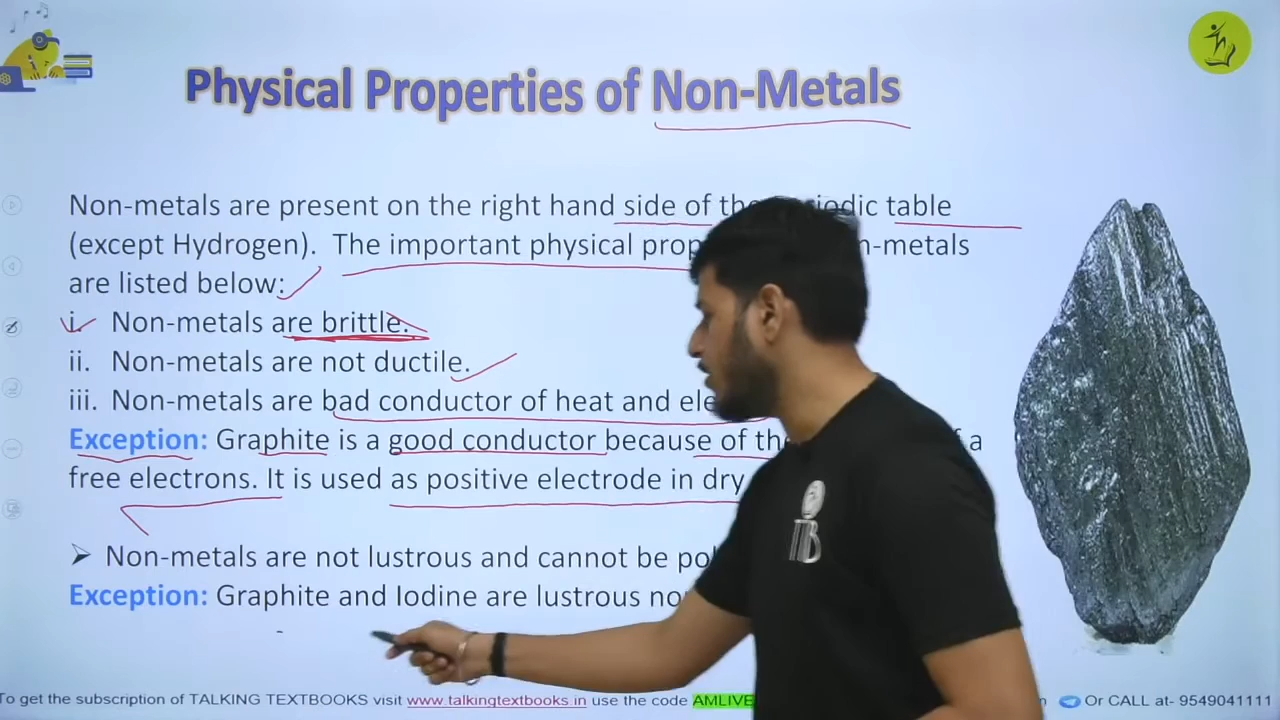 Physical Properties of Non-Metals
Non-metals are present on the right hand side of the periodic table
(except Hydrogen). The important physical n-metals
are listed below:
i. Non-metals are brittle.
ii. Non-metals are not ductile.
iii. Non-metals are bad conductor of heat and
Exception: Graphite is a good conductor because of a
free electrons. It is used as positive electrode in dry
➤ Non-metals are not lustrous and cannot be
Exception: Graphite and Iodine are lustrous
To get the subscription of TALKING TEXTBOOKS visit www.talkingtextbooks.in use the code AMLIVE Or CALL at- 9549041111